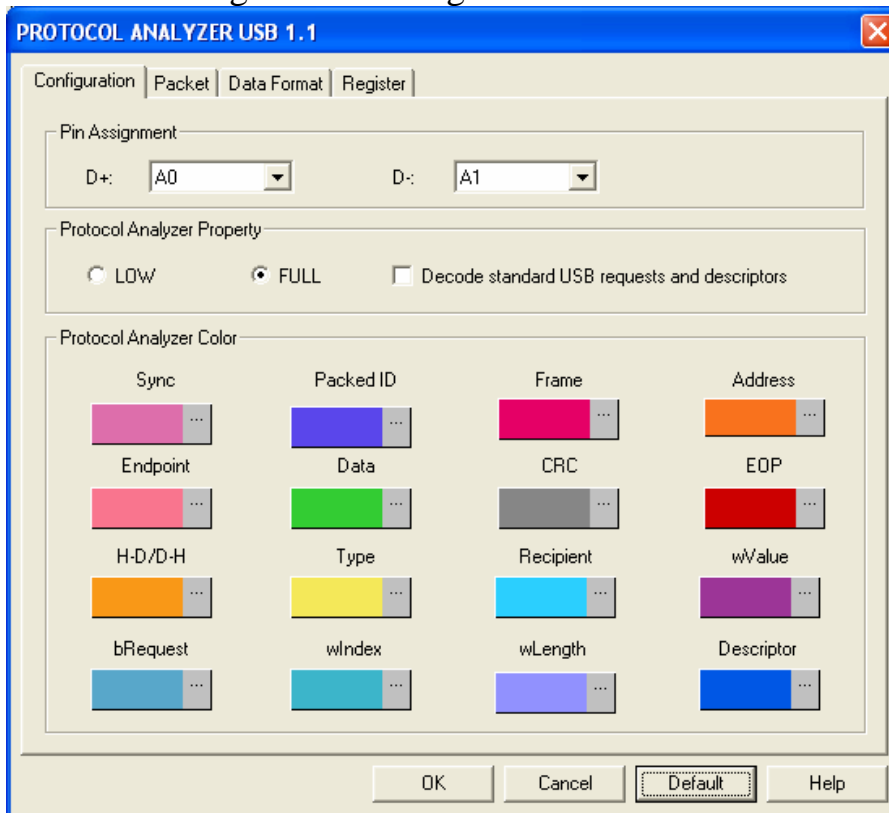 PROTOCOL ANALYZER USB 1.1
Configuration Packet Data Format Register
Pin Assignment
D+: A0 D-: A1
Protocol Analyzer Property
LOW FULL Decode standard USB requests and descriptors
Protocol Analyzer Color
Sync Packed ID Frame Address
... ... ... ...
Endpoint Data CRC EOP
... ... ... ...
H-D/D-H Type Recipient wValue
... ... ... ...
bRequest wIndex wLength Descriptor
... ... ... ...
OK Cancel Default Help